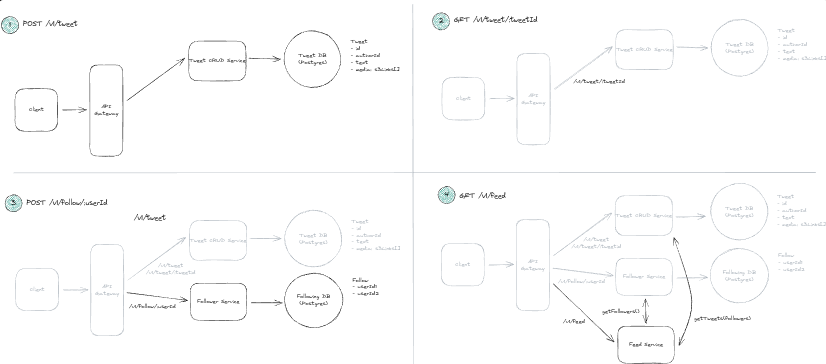 1 POST /v1/tweet
Client
API
Gateway
Tweet CRUD Service
Tweet DB
(Postgres)
Tweet
- id
- authorId
- text
- media: s3Links[]
2 GET /v1/tweet/:tweetId
Client
API
Gateway
/v1/tweet/:tweetId
Tweet CRUD Service
Tweet DB
(Postgres)
Tweet
- id
- authorId
- text
- media: s3Links[]
3 POST /v1/follow/:userId
/v1/tweet
Client
API
Gateway
/v1/tweet
/v1/tweet/:tweetId
/v1/follow/:userId
Tweet CRUD Service
Tweet DB
(Postgres)
Tweet
- id
- authorId
- text
- media: s3Links[]
Follower Service
Following DB
(Postgres)
Follow
- userId1
- userId2
4 GET /v1/feed
Client
API
Gateway
/v1/tweet
/v1/tweet/:tweetId
/v1/follow/:userId
/v1/feed
Tweet CRUD Service
Tweet DB
(Postgres)
Tweet
- id
- authorId
- text
- media: s3Links[]
Follower Service
Following DB
(Postgres)
Follow
- userId1
- userId2
getFollowers()
getTweets(followers)
Feed Service